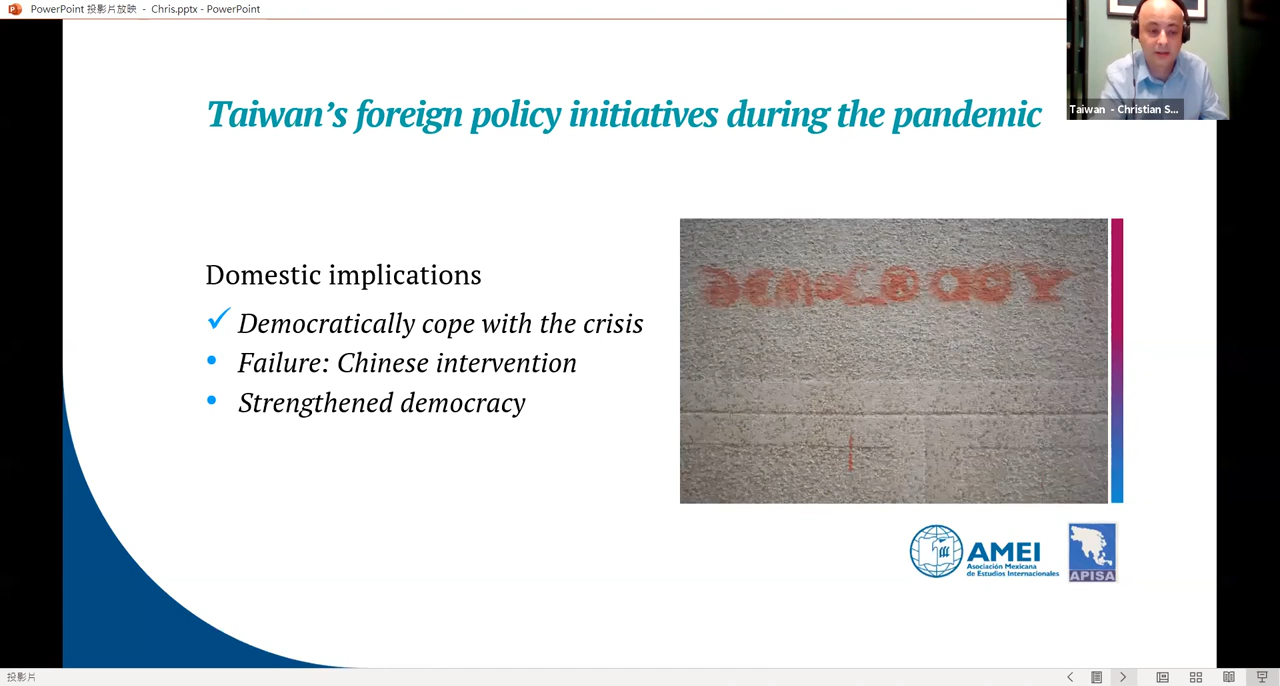 PowerPoint 投影片放映 - Chris.pptx - PowerPoint
Taiwan - Christian S...
Taiwan's foreign policy initiatives during the pandemic
Domestic implications
Democratically cope with the crisis
Failure: Chinese intervention
Strengthened democracy
DEMOCRACY
AMEI
Asociación Mexicana
de Estudios Internacionales
APISA
投影片